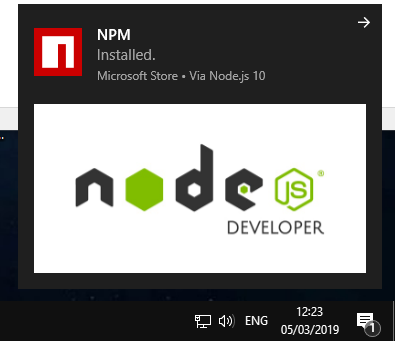 NPM
Installed.
Microsoft Store • Via Node.js 10
node JS ®
DEVELOPER
ENG
12:23
05/03/2019
1